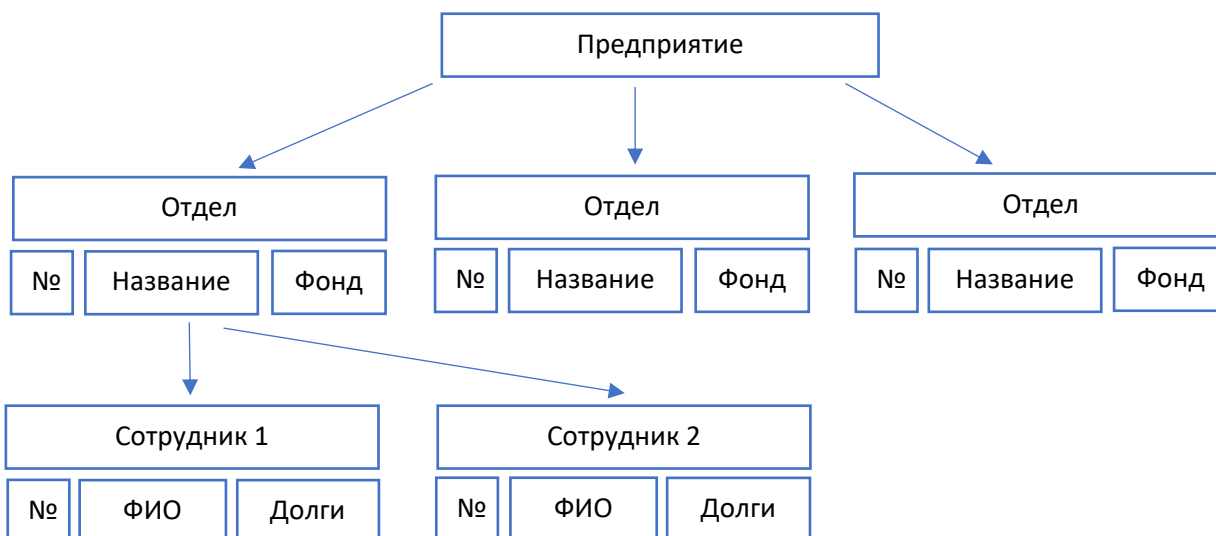 Предприятие
Отдел
Отдел
Отдел
№ Название Фонд
№ Название Фонд
№ Название Фонд
Сотрудник 1
Сотрудник 2
№ ФИО Долги
№ ФИО Долги